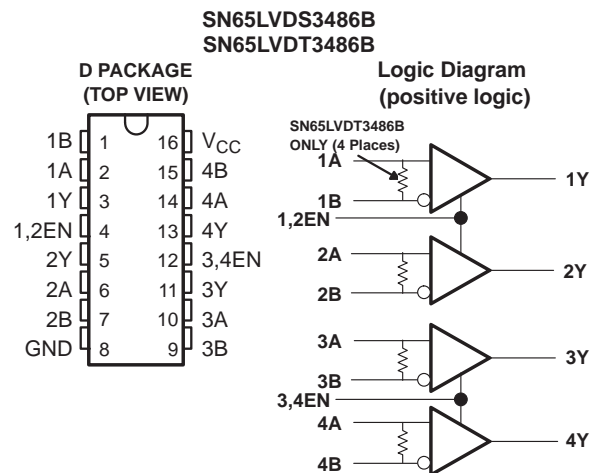 SN65LVDS3486B
SN65LVDT3486B
D PACKAGE
(TOP VIEW)
1B 1 16 VCC
1A 2 15 4B
1Y 3 14 4A
1,2EN 4 13 4Y
2Y 5 12 3,4EN
2A 6 11 3Y
2B 7 10 3A
GND 8 9 3B
Logic Diagram
(positive logic)
SN65LVDT3486B
ONLY (4 Places)
1A
1Y
1B
1,2EN
2A
2Y
2B
3A
3Y
3B
3,4EN
4A
4Y
4B